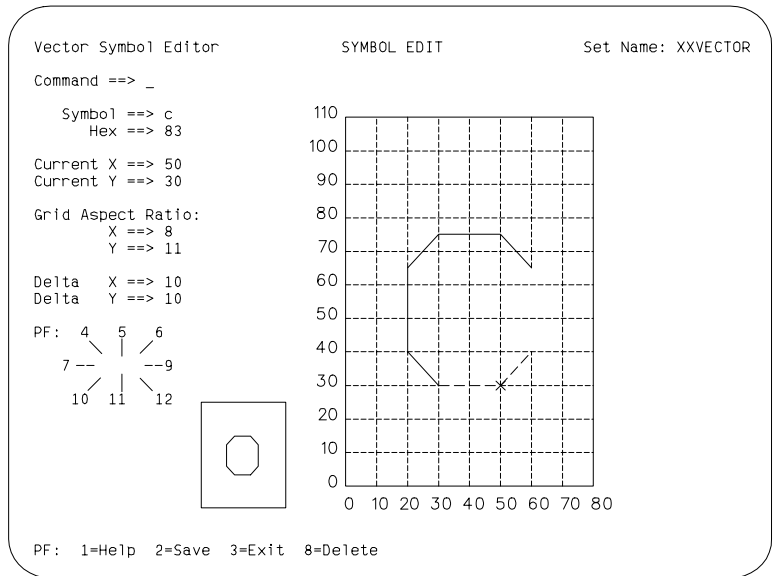 Vector Symbol Editor SYMBOL EDIT Set Name: XXVECTOR
Command ==> _
Symbol ==> c
Hex ==> 83
Current X ==> 50
Current Y ==> 30
Grid Aspect Ratio:
X ==> 8
Y ==> 11
Delta X ==> 10
Delta Y ==> 10
PF: 4 5 6
7 -- --9
10 11 12
110
100
90
80
70
60
50
40
30
20
10
0
0 10 20 30 40 50 60 70 80
PF: 1=Help 2=Save 3=Exit 8=Delete